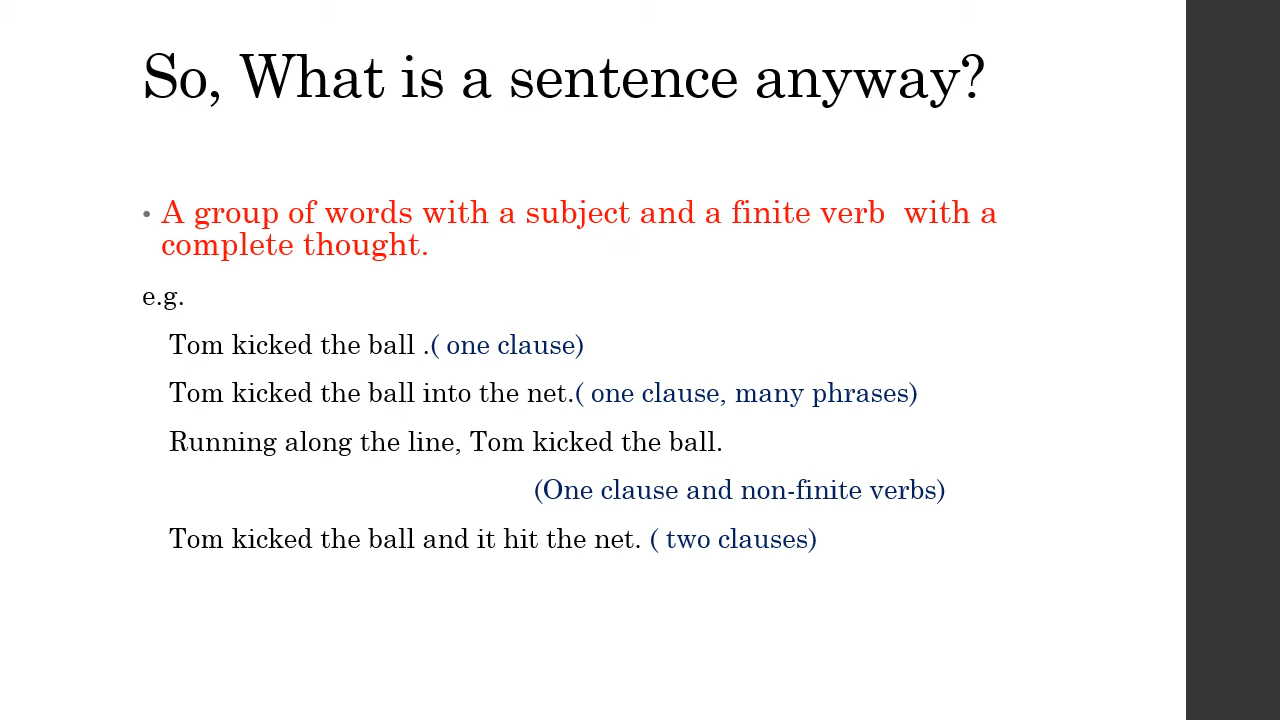 So, What is a sentence anyway?
• A group of words with a subject and a finite verb  with a
complete thought.
e.g.
Tom kicked the ball .( one clause)
Tom kicked the ball into the net.( one clause, many phrases)
Running along the line, Tom kicked the ball.
(One clause and non-finite verbs)
Tom kicked the ball and it hit the net. ( two clauses)